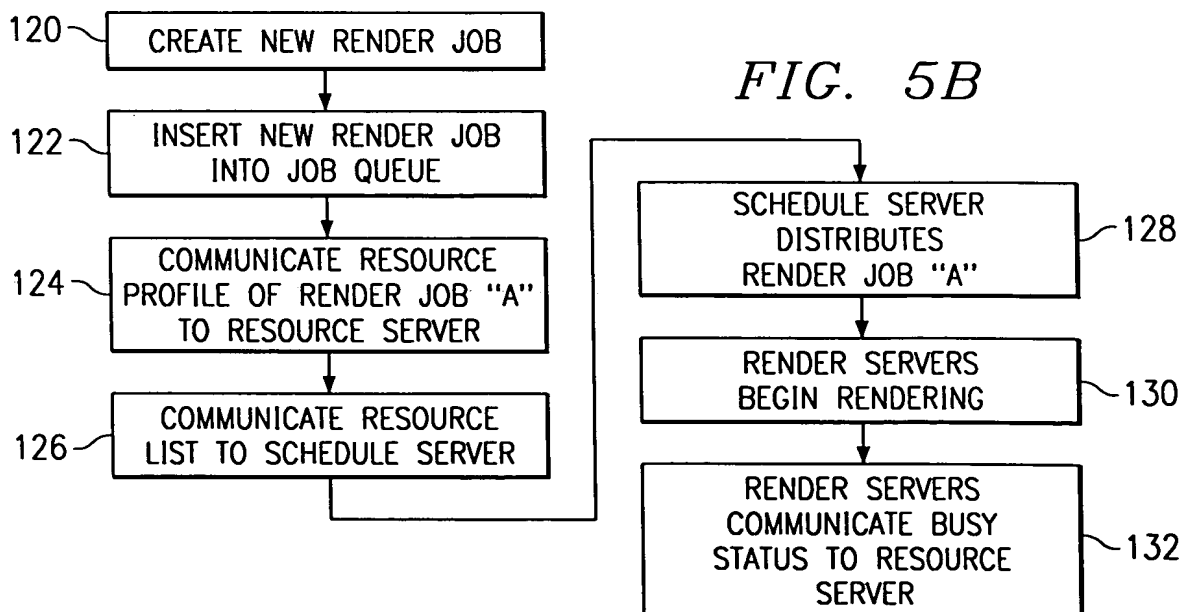 120
CREATE NEW RENDER JOB
122
INSERT NEW RENDER JOB
INTO JOB QUEUE
124
COMMUNICATE RESOURCE
PROFILE OF RENDER JOB "A"
TO RESOURCE SERVER
126
COMMUNICATE RESOURCE
LIST TO SCHEDULE SERVER
FIG. 5B
SCHEDULE SERVER
DISTRIBUTES
RENDER JOB "A"
128
RENDER SERVERS
BEGIN RENDERING
130
RENDER SERVERS
COMMUNICATE BUSY
STATUS TO RESOURCE
SERVER
132